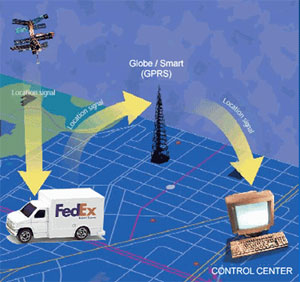 Globe / Smart
(GPRS)
Location signal
Location signal
Location signal
FedEx
CONTROL CENTER